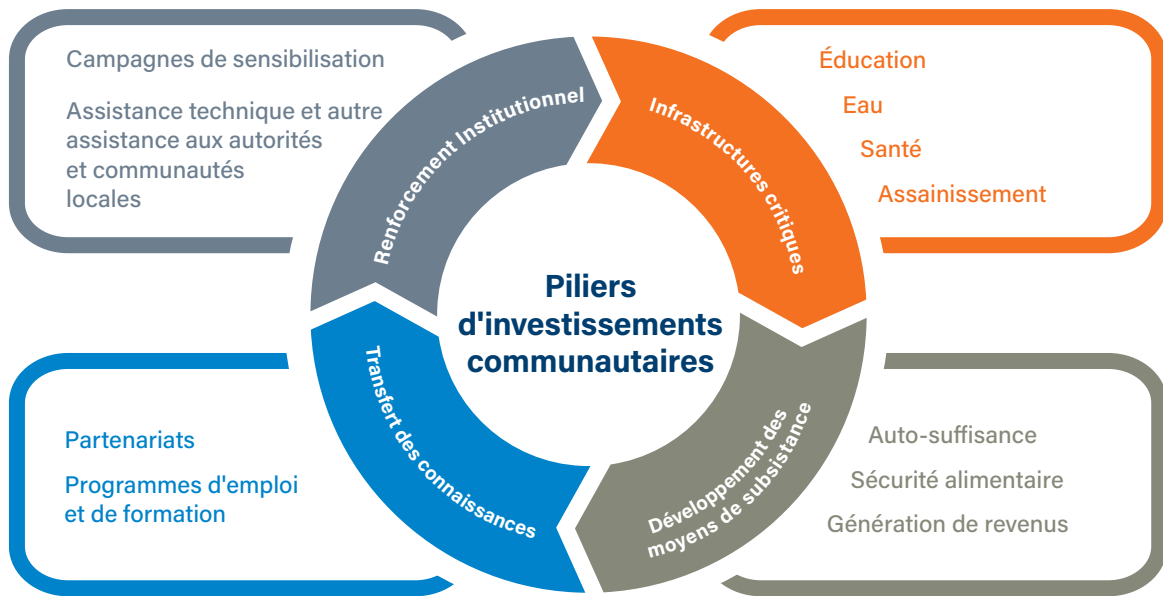 Campagnes de sensibilisation
Assistance technique et autre
assistance aux autorités
et communautés
locales
Renforcement Institutionnel
Infrastructures critiques
Éducation
Eau
Santé
Assainissement
Piliers
d'investissements
communautaires
Partenariats
Programmes d'emploi
et de formation
Transfert des connaissances
Développement des
moyens de subsistance
Auto-suffisance
Sécurité alimentaire
Génération de revenus